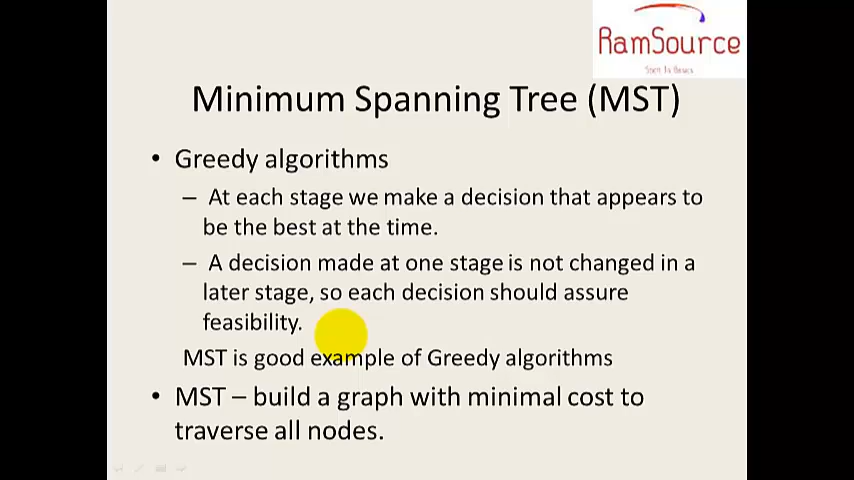 RamSource
Minimum Spanning Tree (MST)
• Greedy algorithms
– At each stage we make a decision that appears to
be the best at the time.
– A decision made at one stage is not changed in a
later stage, so each decision should assure
feasibility.
MST is good example of Greedy algorithms
• MST – build a graph with minimal cost to
traverse all nodes.